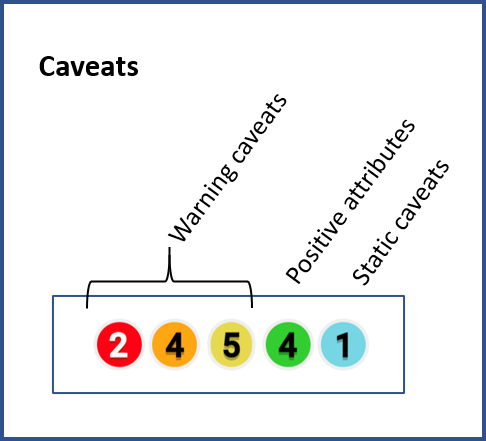 Caveats
Warning caveats
Positive attributes
Static caveats
2 4 5 4 1